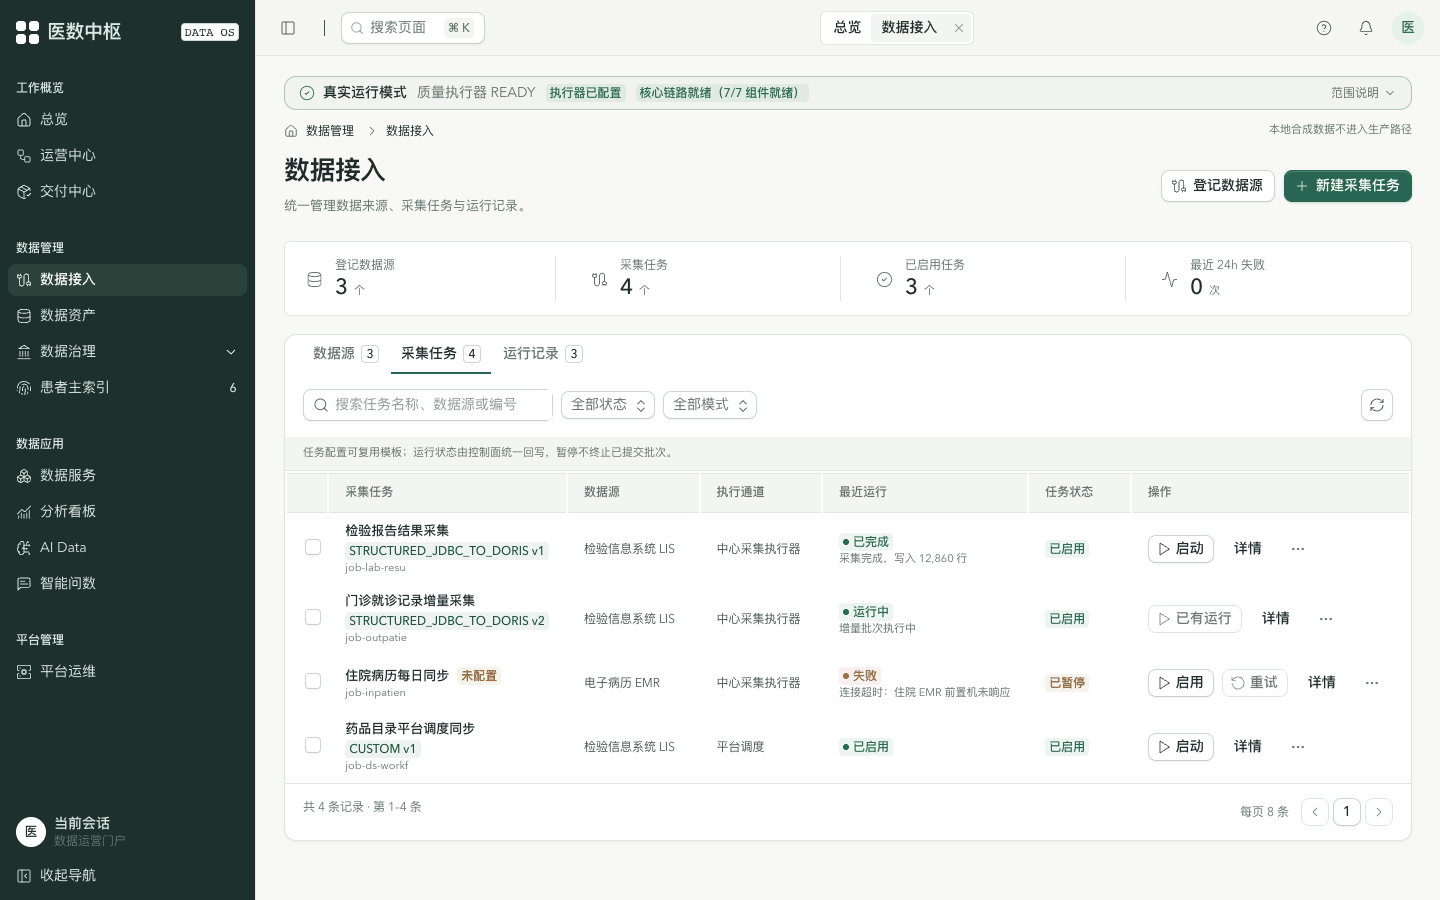 医数中枢
DATA OS
工作概览
总览
运营中心
交付中心
数据管理
数据接入
数据资产
数据治理
患者主索引 6
数据应用
数据服务
分析看板
AI Data
智能问数
平台管理
平台运维
医 当前会话
数据运营门户
收起导航
搜索页面 ⌘ K
总览 数据接入
医
真实运行模式 质量执行器 READY 执行器已配置 核心链路就绪（7/7 组件就绪） 范围说明
数据管理 数据接入 本地合成数据不进入生产路径
数据接入
统一管理数据来源、采集任务与运行记录。
登记数据源 新建采集任务
登记数据源
3 个
采集任务
4 个
已启用任务
3 个
最近 24h 失败
0 次
数据源 3 采集任务 4 运行记录 3
搜索任务名称、数据源或编号 全部状态 全部模式
任务配置可复用模板；运行状态由控制面统一回写，暂停不终止已提交批次。
采集任务 数据源 执行通道 最近运行 任务状态 操作
检验报告结果采集
STRUCTURED_JDBC_TO_DORIS v1
job-lab-resu
检验信息系统 LIS 中心采集执行器
已完成
采集完成，写入 12,860 行
已启用 启动 详情 ···
门诊就诊记录增量采集
STRUCTURED_JDBC_TO_DORIS v2
job-outpatie
检验信息系统 LIS 中心采集执行器
运行中
增量批次执行中
已启用 已有运行 详情 ···
住院病历每日同步 未配置
job-inpatien
电子病历 EMR 中心采集执行器
失败
连接超时：住院 EMR 前置机未响应
已暂停 启用 重试 详情 ···
药品目录平台调度同步
CUSTOM v1
job-ds-workf
检验信息系统 LIS 平台调度
已启用
已启用 启动 详情 ···
共 4 条记录 · 第 1–4 条
每页 8 条 1